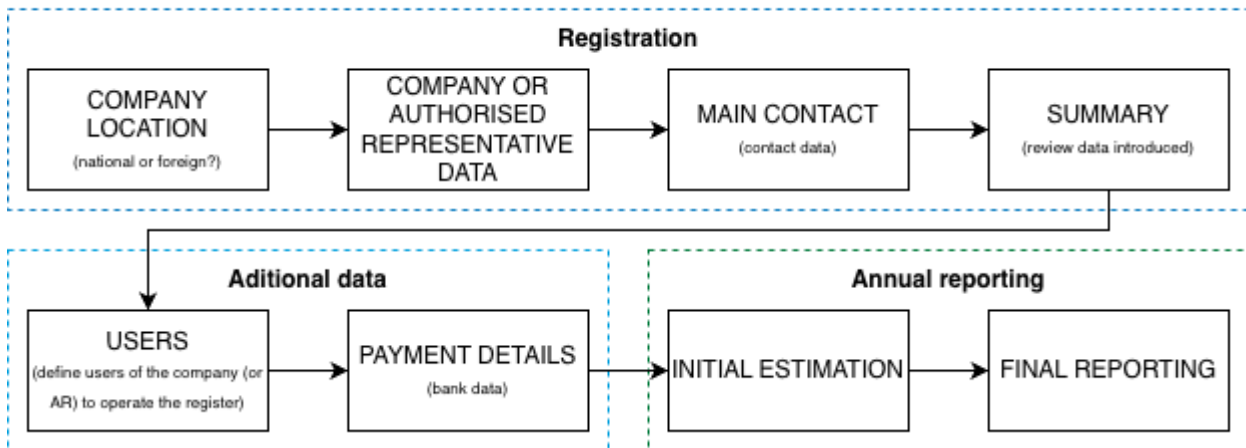 Registration
COMPANY
LOCATION
(national or foreign?)
COMPANY OR
AUTHORISED
REPRESENTATIVE
DATA
MAIN CONTACT
(contact data)
SUMMARY
(review data introduced)
Aditional data
USERS
(define users of the company (or
AR) to operate the register)
PAYMENT DETAILS
(bank data)
Annual reporting
INITIAL ESTIMATION
FINAL REPORTING